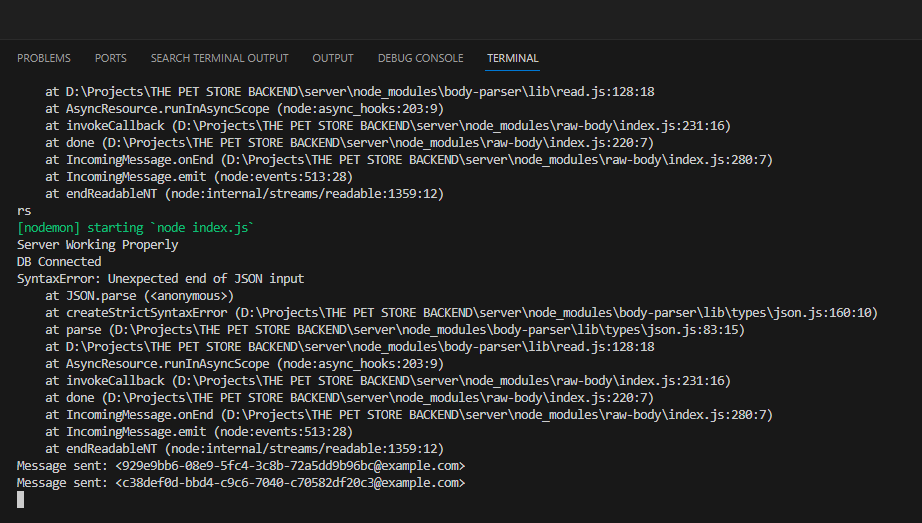 PROBLEMS PORTS SEARCH TERMINAL OUTPUT OUTPUT DEBUG CONSOLE TERMINAL
    at D:\Projects\THE PET STORE BACKEND\server\node_modules\body-parser\lib\read.js:128:18
    at AsyncResource.runInAsyncScope (node:async_hooks:203:9)
    at invokeCallback (D:\Projects\THE PET STORE BACKEND\server\node_modules\raw-body\index.js:231:16)
    at done (D:\Projects\THE PET STORE BACKEND\server\node_modules\raw-body\index.js:220:7)
    at IncomingMessage.onEnd (D:\Projects\THE PET STORE BACKEND\server\node_modules\raw-body\index.js:280:7)
    at IncomingMessage.emit (node:events:513:28)
    at endReadableNT (node:internal/streams/readable:1359:12)
rs
[nodemon] starting `node index.js`
Server Working Properly
DB Connected
SyntaxError: Unexpected end of JSON input
    at JSON.parse (<anonymous>)
    at createStrictSyntaxError (D:\Projects\THE PET STORE BACKEND\server\node_modules\body-parser\lib\types\json.js:160:10)
    at parse (D:\Projects\THE PET STORE BACKEND\server\node_modules\body-parser\lib\types\json.js:83:15)
    at D:\Projects\THE PET STORE BACKEND\server\node_modules\body-parser\lib\read.js:128:18
    at AsyncResource.runInAsyncScope (node:async_hooks:203:9)
    at invokeCallback (D:\Projects\THE PET STORE BACKEND\server\node_modules\raw-body\index.js:231:16)
    at done (D:\Projects\THE PET STORE BACKEND\server\node_modules\raw-body\index.js:220:7)
    at IncomingMessage.onEnd (D:\Projects\THE PET STORE BACKEND\server\node_modules\raw-body\index.js:280:7)
    at IncomingMessage.emit (node:events:513:28)
    at endReadableNT (node:internal/streams/readable:1359:12)
Message sent: <929e9bb6-08e9-5fc4-3c8b-72a5dd9b96bc@example.com>
Message sent: <c38def0d-bbd4-c9c6-7040-c70582df20c3@example.com>